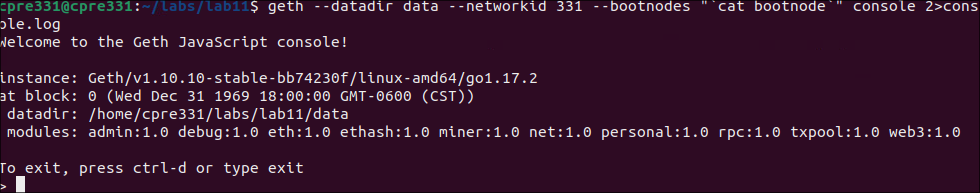 cpre331@cpre331:~/labs/lab11$ geth --datadir data --networkid 331 --bootnodes "`cat bootnode`" console 2>cons
ole.log
Welcome to the Geth JavaScript console!
instance: Geth/v1.10.10-stable-bb74230f/linux-amd64/go1.17.2
at block: 0 (Wed Dec 31 1969 18:00:00 GMT-0600 (CST))
datadir: /home/cpre331/labs/lab11/data
modules: admin:1.0 debug:1.0 eth:1.0 ethash:1.0 miner:1.0 net:1.0 personal:1.0 rpc:1.0 txpool:1.0 web3:1.0
To exit, press ctrl-d or type exit
>